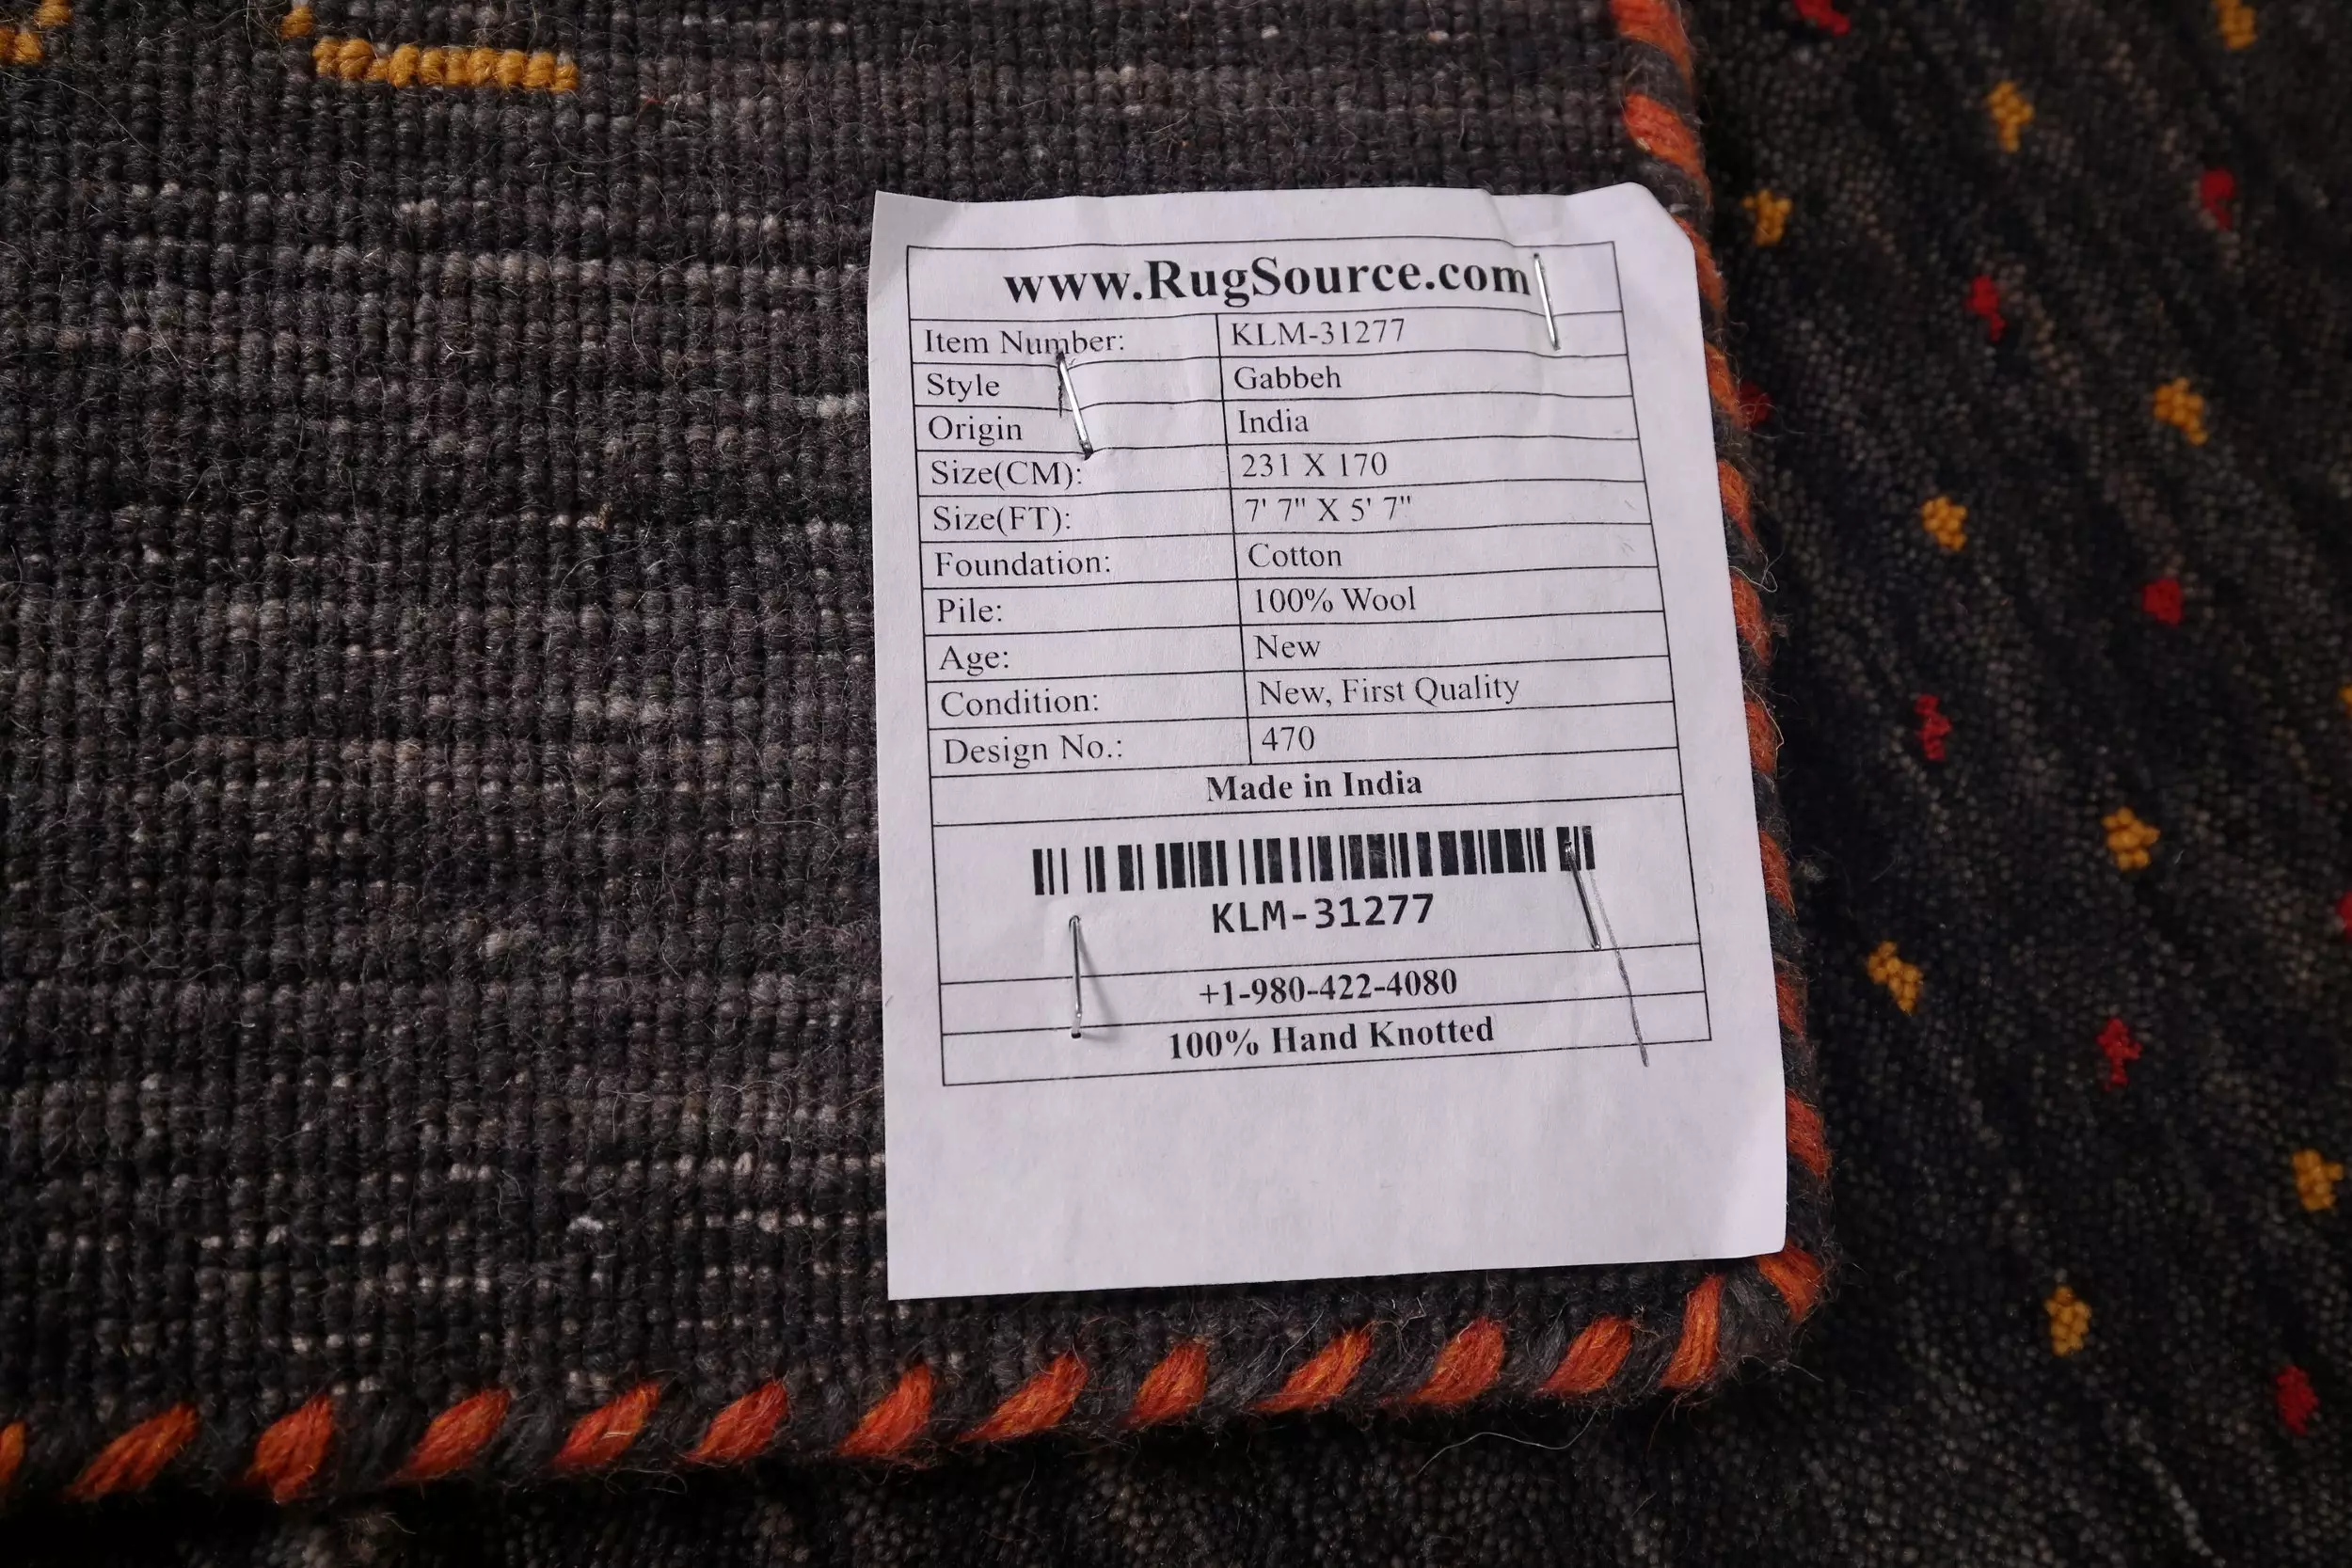 www.RugSource.com
Item Number: KLM-31277
Style Gabbeh
Origin India
Size(CM): 231 X 170
Size(FT): 7' 7" X 5' 7"
Foundation: Cotton
Pile: 100% Wool
Age: New
Condition: New, First Quality
Design No.: 470
Made in India
KLM-31277
+1-980-422-4080
100% Hand Knotted